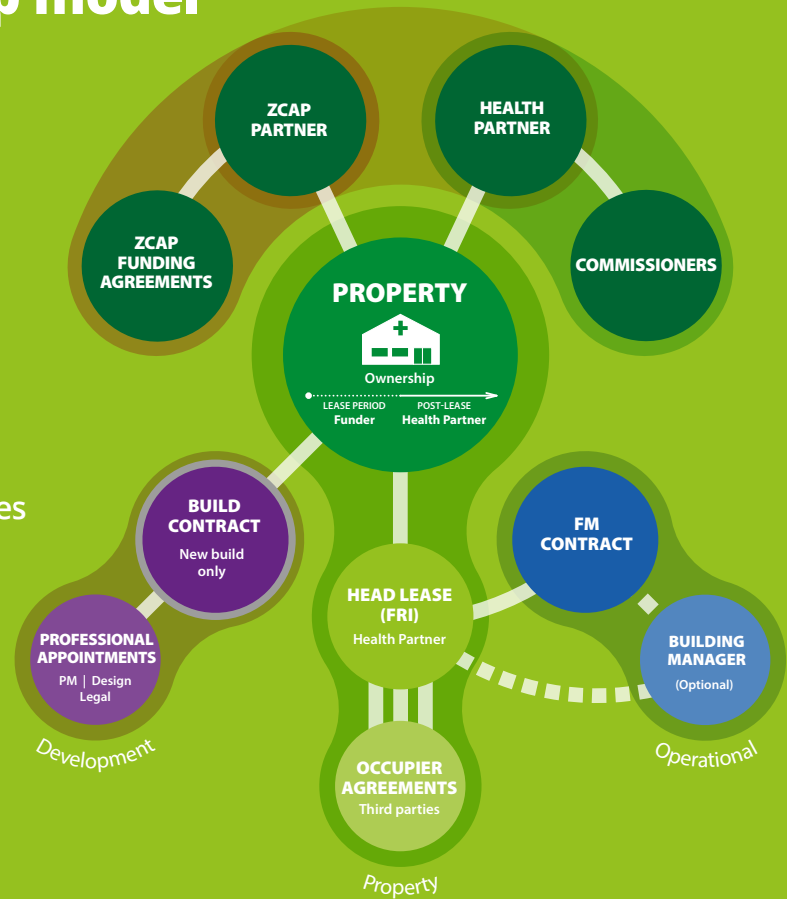 p model
ZCAP
PARTNER
HEALTH
PARTNER
ZCAP
FUNDING
AGREEMENTS
COMMISSIONERS
PROPERTY
Ownership
LEASE PERIOD
Funder
POST-LEASE
Health Partner
es
BUILD
CONTRACT
New build
only
FM
CONTRACT
HEAD LEASE
(FRI)
Health Partner
PROFESSIONAL
APPOINTMENTS
PM | Design
Legal
BUILDING
MANAGER
(Optional)
Development
Operational
OCCUPIER
AGREEMENTS
Third parties
Property